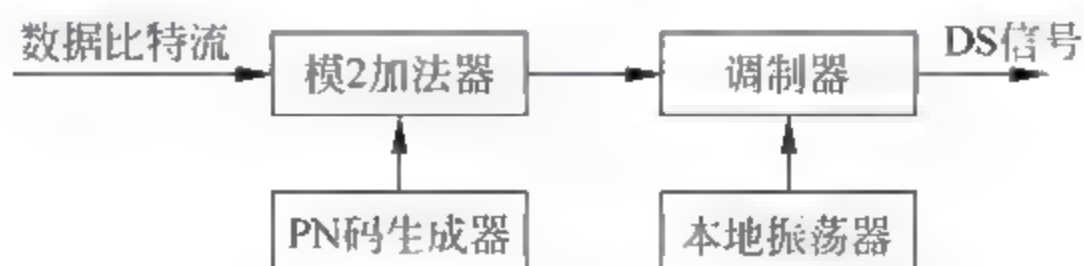 数据比特流
模2加法器
调制器
DS信号
PN码生成器
本地振荡器